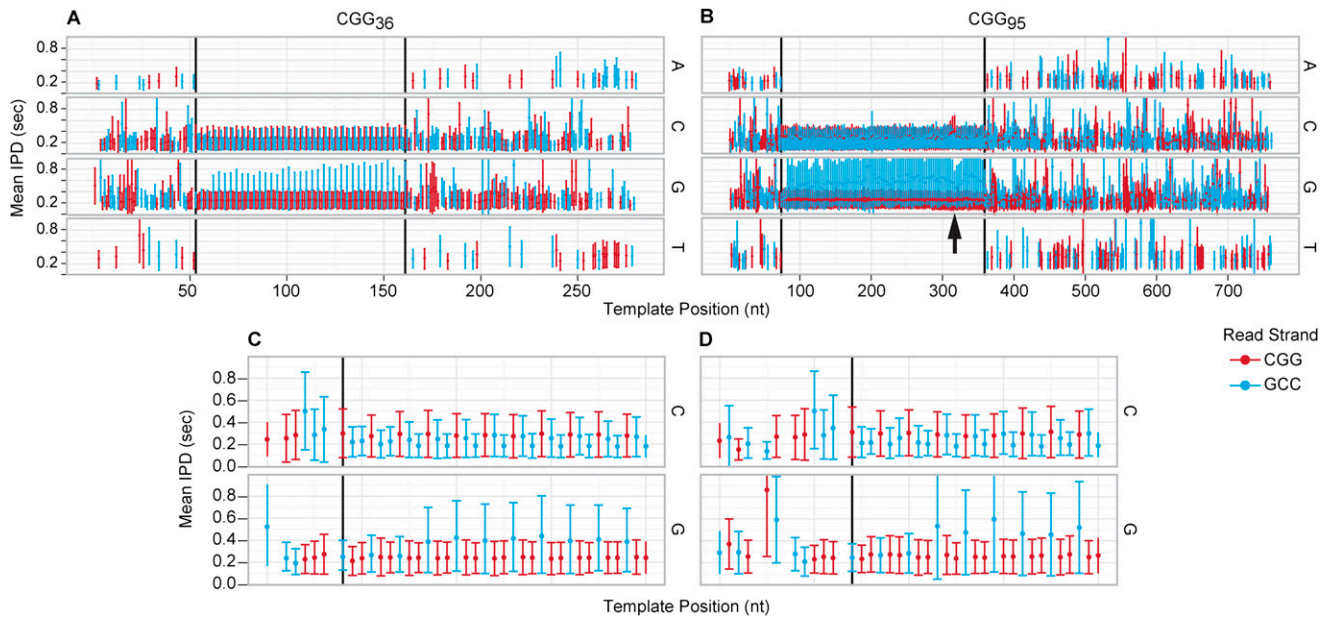 A CGG36 B CGG95
Mean IPD (sec)
0.8
0.2
A
0.8
0.2
C
0.8
0.2
G
0.8
0.2
T
A
C
G
T
50 100 150 200 250
100 200 300 400 500 600 700
Template Position (nt) Template Position (nt)
C D
Mean IPD (sec)
0.8
0.6
0.4
0.2
0.0
C
0.8
0.6
0.4
0.2
0.0
G
C
G
Template Position (nt)
Read Strand
CGG
GCC